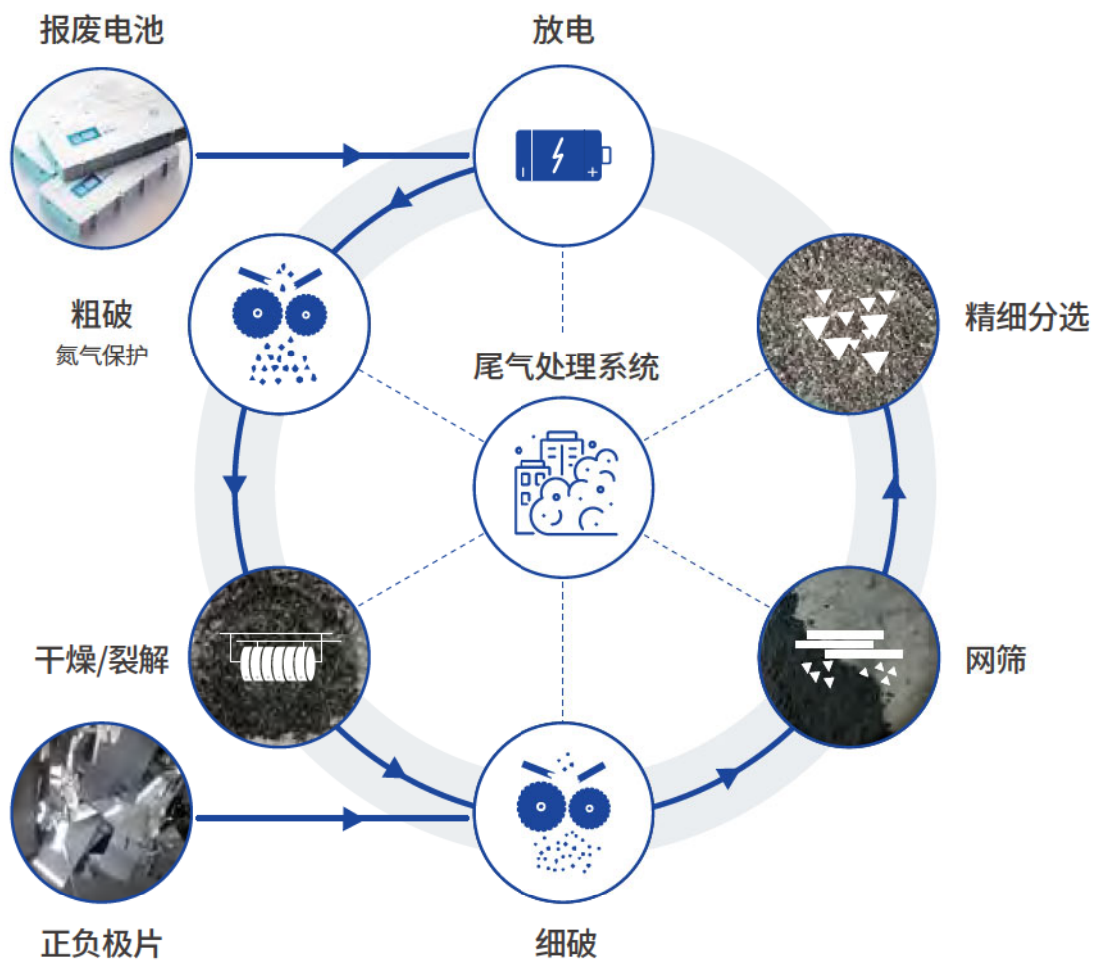 报废电池
放电
粗破
氮气保护
尾气处理系统
精细分选
干燥/裂解
网筛
正负极片
细破